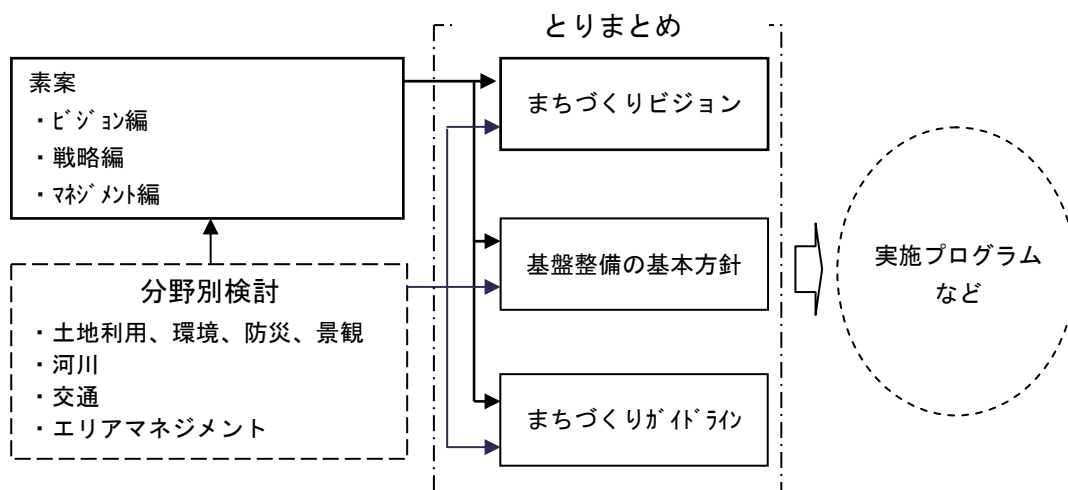 とりまとめ
素案
・ﾋﾞｼﾞｮﾝ編
・戦略編
・ﾏﾈｼﾞﾒﾝﾄ編
分野別検討
・土地利用、環境、防災、景観
・河川
・交通
・エリアマネジメント
まちづくりビジョン
基盤整備の基本方針
まちづくりｶﾞｲﾄﾞﾗｲﾝ
実施プログラム
など